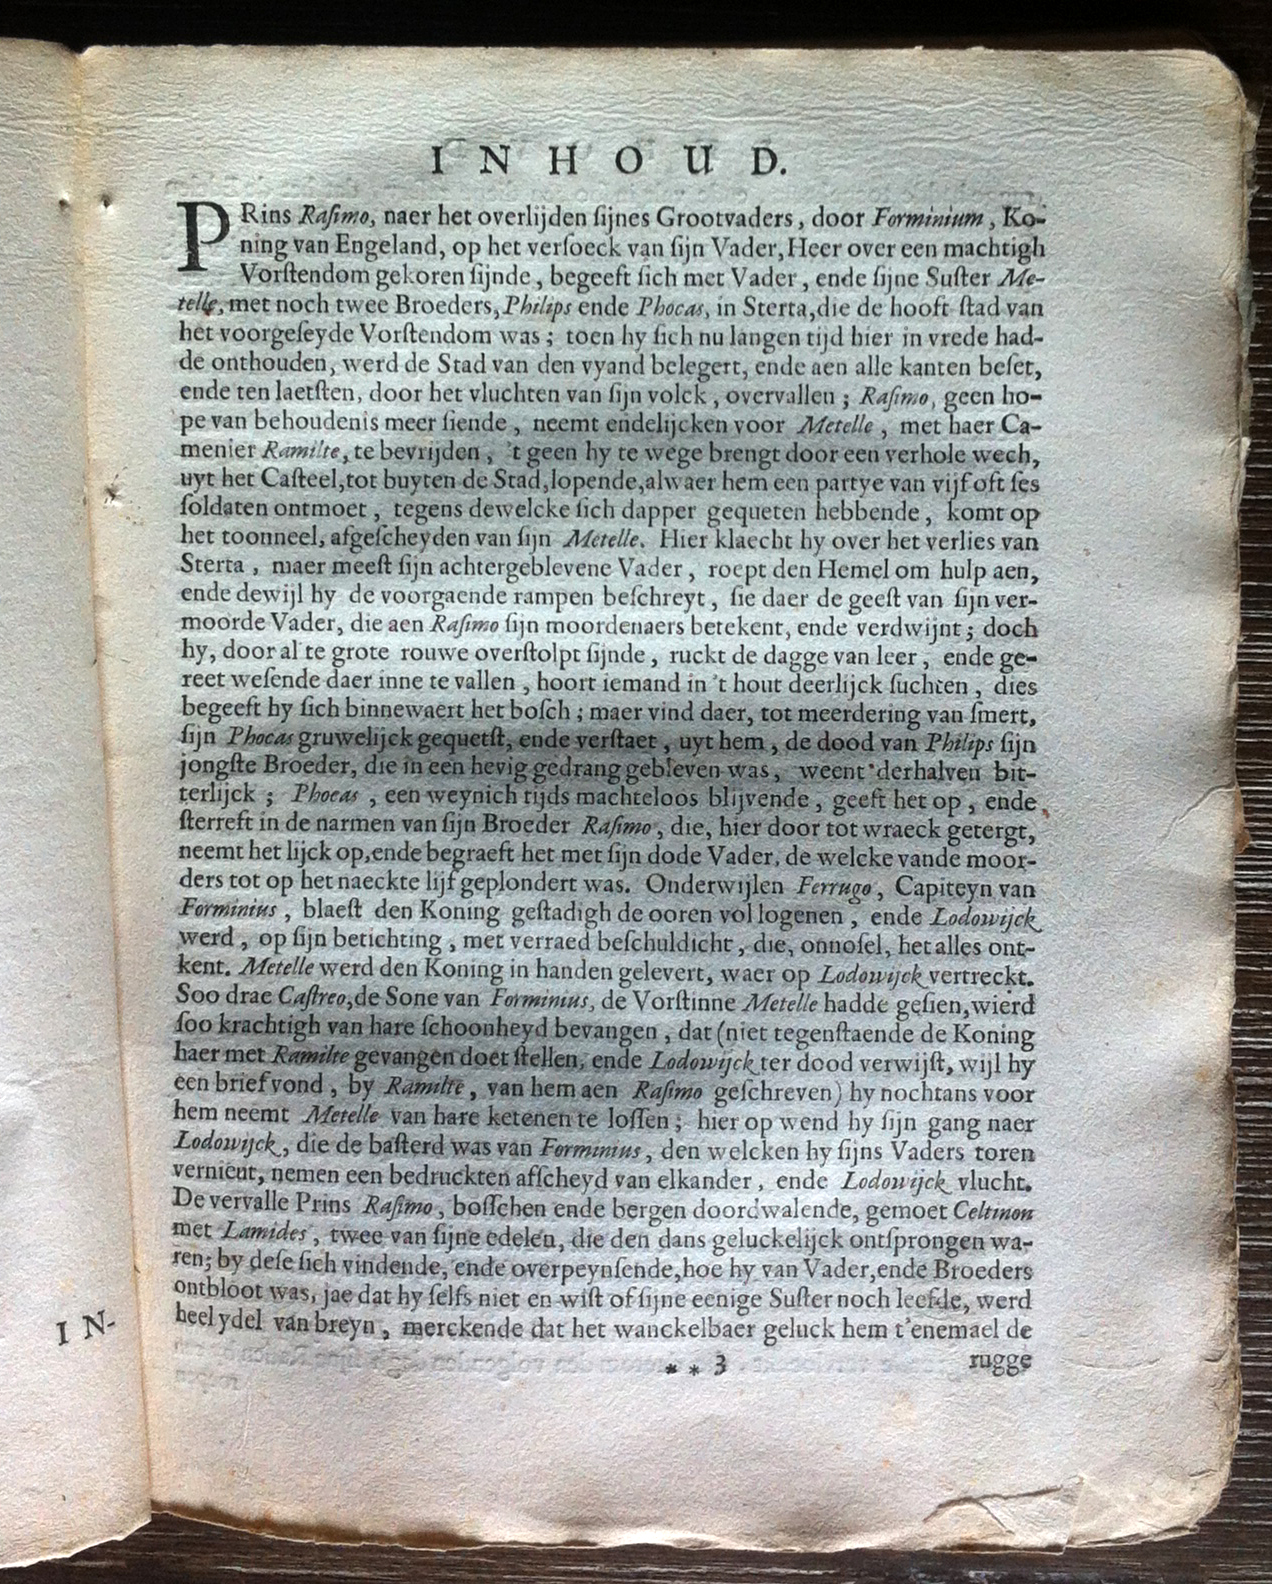 INHOUD.
PRins Raſimo, naer het overlijden ſijnes Grootvaders, door Forminium, Ko-
ning van Engeland, op het verſoeck van ſijn Vader, Heer over een machtigh
Vorſtendom gekoren ſijnde, begeeft ſich met Vader, ende ſijne Suſter Me-
telle, met noch twee Broeders, Philips ende Phocas, in Sterta, die de hooft ſtad van
het voorgeſeyde Vorſtendom was; toen hy ſich nu langen tijd hier in vrede had-
de onthouden, werd de Stad van den vyand belegert, ende aen alle kanten beſet,
ende ten laetſten, door het vluchten van ſijn volck, overvallen; Raſimo, geen ho-
pe van behoudenis meer ſiende, neemt endelijcken voor Metelle, met haer Ca-
menier Ramilte, te bevrijden, 't geen hy te wege brengt door een verhole wech,
uyt het Caſteel, tot buyten de Stad, lopende, alwaer hem een partye van vijf oft ſes
ſoldaten ontmoet, tegens dewelcke ſich dapper gequeten hebbende, komt op
het toonneel, afgeſcheyden van ſijn Metelle. Hier klaecht hy over het verlies van
Sterta, maer meeſt ſijn achtergeblevene Vader, roept den Hemel om hulp aen,
ende dewijl hy de voorgaende rampen beſchreyt, ſie daer de geeſt van ſijn ver-
moorde Vader, die aen Raſimo ſijn moordenaers betekent, ende verdwijnt; doch
hy, door al te grote rouwe overſtolpt ſijnde, ruckt de dagge van leer, ende ge-
reet weſende daer inne te vallen, hoort iemand in 't hout deerlijck ſuchten, dies
begeeft hy ſich binnewaert het boſch; maer vind daer, tot meerdering van ſmert,
ſijn Phocas gruwelijck gequetſt, ende verſtaet, uyt hem, de dood van Philips ſijn
jongſte Broeder, die in een hevig gedrang gebleven was, weent derhalven bit-
terlijck; Phocas, een weynich tijds machteloos blijvende, geeft het op, ende
ſterreft in de narmen van ſijn Broeder Raſimo, die, hier door tot wraeck getergt,
neemt het lijck op, ende begraeft het met ſijn dode Vader, de welcke vande moor-
ders tot op het naeckte lijf geplondert was. Onderwijlen Ferrugo, Capiteyn van
Forminius, blaeſt den Koning geſtadigh de ooren vol logenen, ende Lodowijck
werd, op ſijn betichting, met verraed beſchuldicht, die, onnoſel, het alles ont-
kent. Metelle werd den Koning in handen gelevert, waer op Lodowijck vertreckt.
Soo drae Caſtreo, de Sone van Forminius, de Vorſtinne Metelle hadde geſien, wierd
ſoo krachtigh van hare ſchoonheyd bevangen, dat (niet tegenſtaende de Koning
haer met Ramilte gevangen doet ſtellen, ende Lodowijck ter dood verwijſt, wijl hy
een brief vond, by Ramilte, van hem aen Raſimo geſchreven) hy nochtans voor
hem neemt Metelle van hare ketenen te loſſen; hier op wend hy ſijn gang naer
Lodowijck, die de baſterd was van Forminius, den welcken hy ſijns Vaders toren
vernieut, nemen een bedruckten afſcheyd van elkander, ende Lodowijck vlucht.
De vervalle Prins Raſimo, boſſchen ende bergen doordwalende, gemoet Celtinon
met Lamides, twee van ſijne edelen, die den dans geluckelijck ontſprongen wa-
ren; by deſe ſich vindende, ende overpeynſende, hoe hy van Vader, ende Broeders
ontbloot was, jae dat hy ſelfs niet en wiſt of ſijne eenige Suſter noch leefde, werd
heel ydel van breyn, merckende dat het wanckelbaer geluck hem t'enemael de
* * 3 rugge
IN-